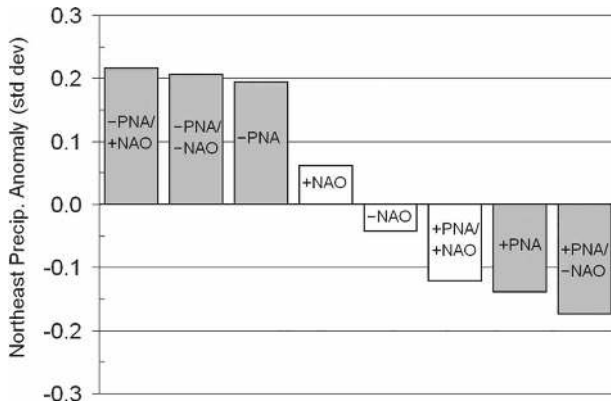 Northeast Precip. Anomaly (std dev)
0.3
0.2
0.1
0.0
-0.1
-0.2
-0.3
−PNA/
+NAO
−PNA/
−NAO
−PNA
+NAO
−NAO
+PNA/
+NAO
+PNA
+PNA/
−NAO